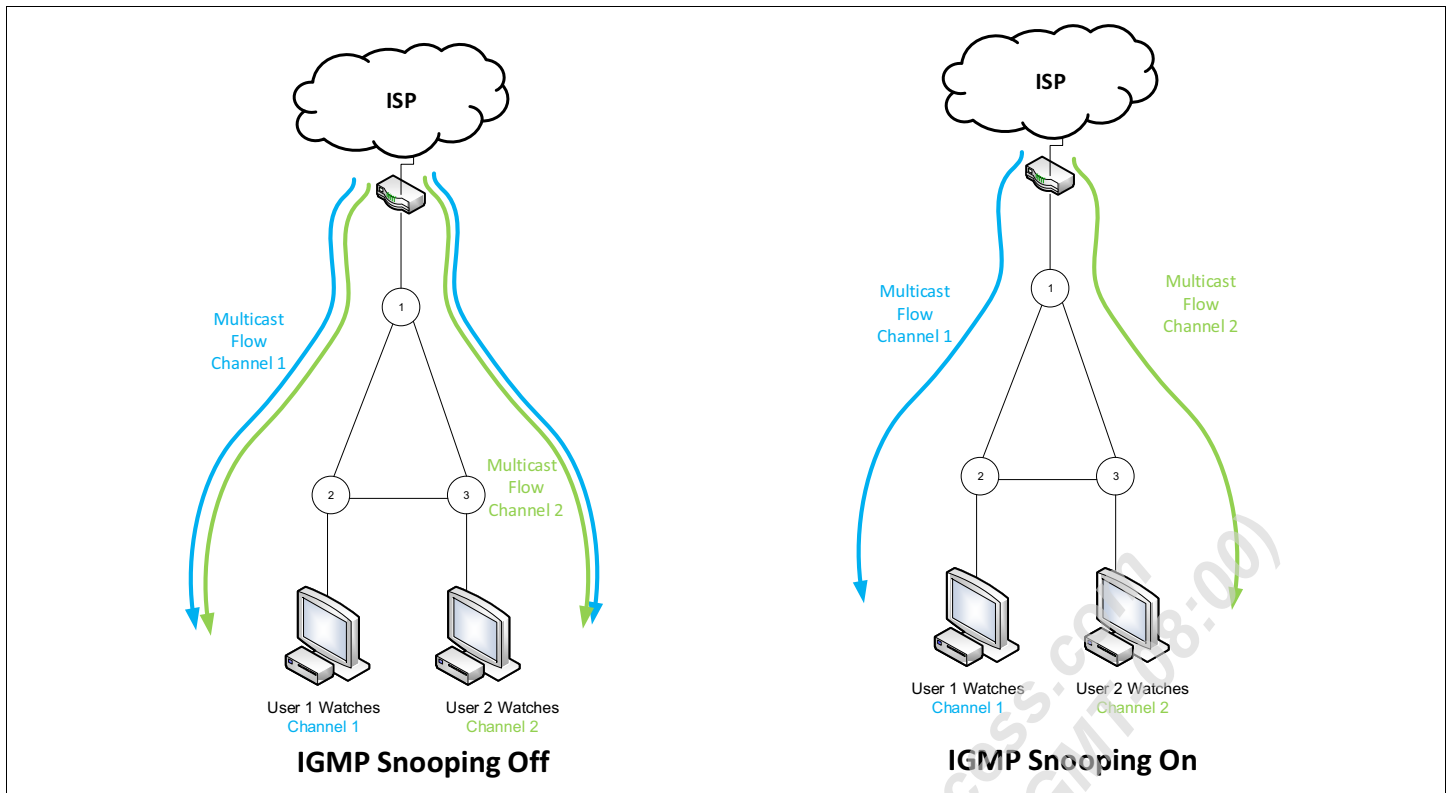 ISP
1
Multicast
Flow
Channel 1
Multicast
Flow
Channel 2
2
3
User 1 Watches
Channel 1
User 2 Watches
Channel 2
IGMP Snooping Off
ISP
1
Multicast
Flow
Channel 1
Multicast
Flow
Channel 2
2
3
User 1 Watches
Channel 1
User 2 Watches
Channel 2
IGMP Snooping On